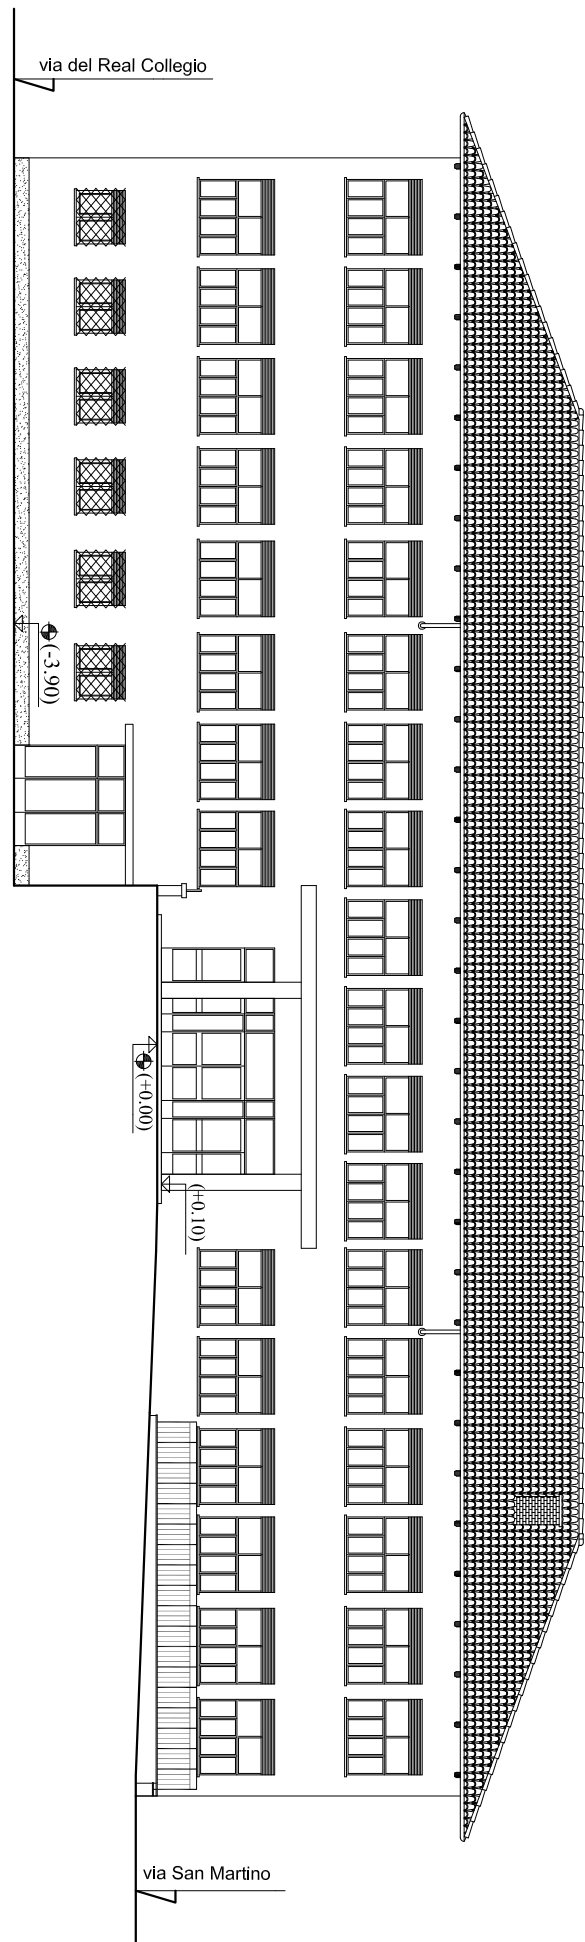 via del Real Collegio
(-3.90)
(+0.00)
(+0.10)
via San Martino